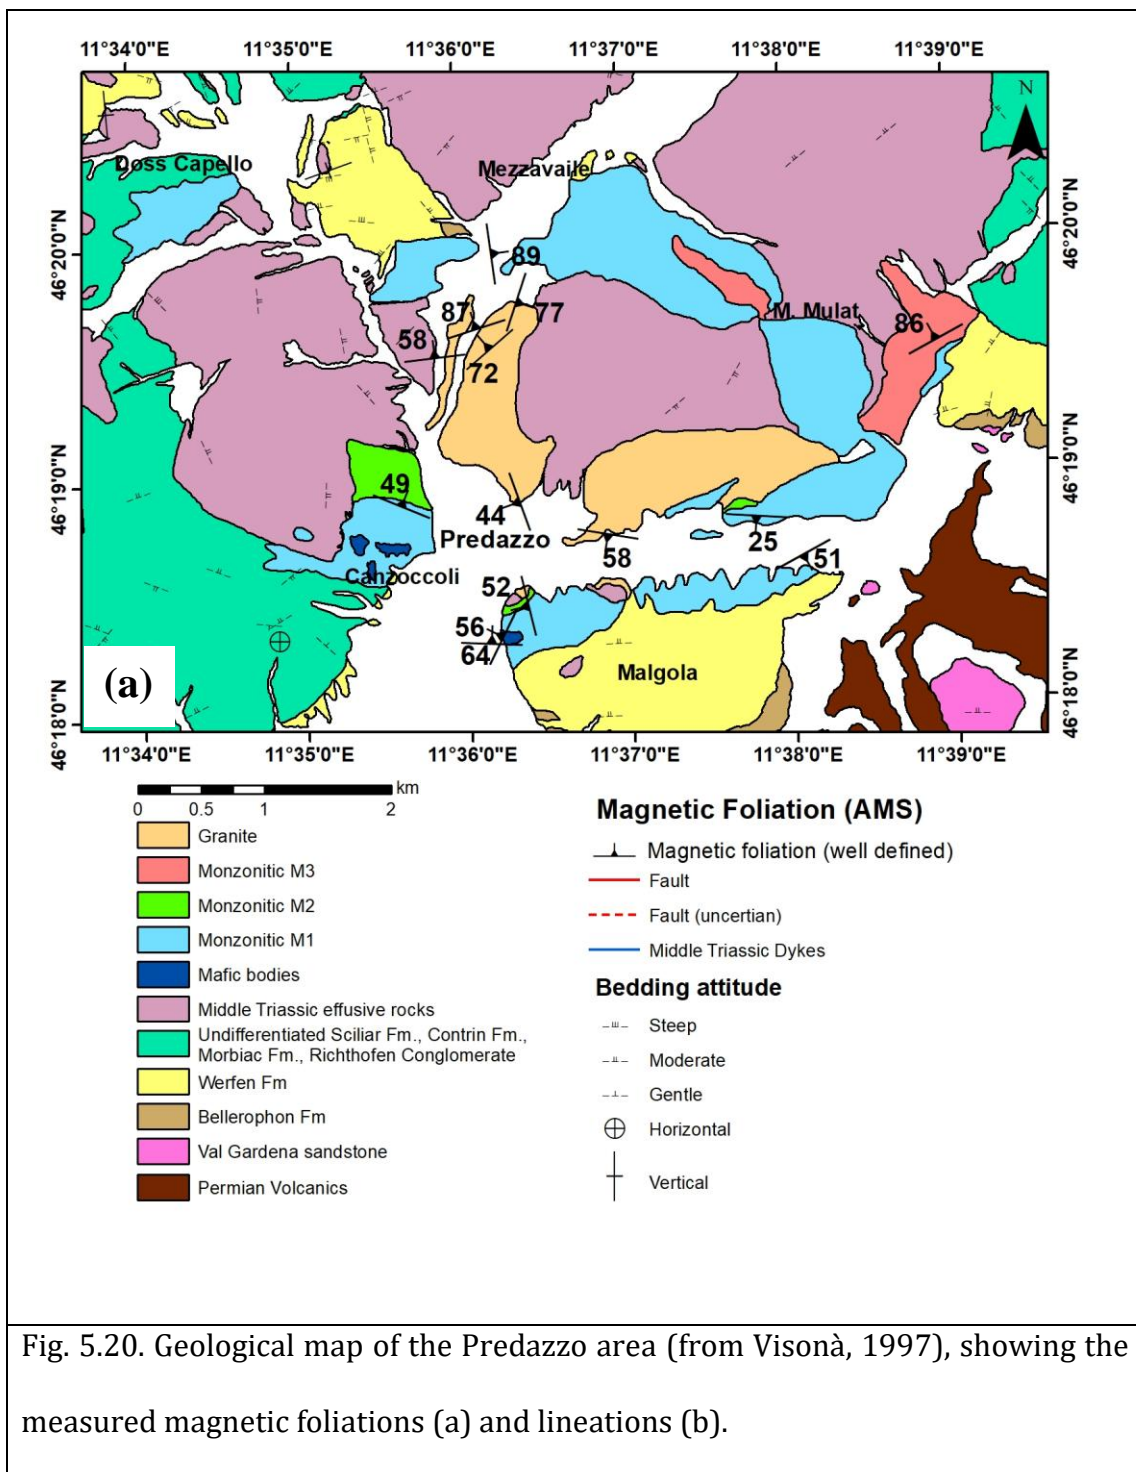 11°34'0"E 11°35'0"E 11°36'0"E 11°37'0"E 11°38'0"E 11°39'0"E
N
Doss Capello
Mezzavaile
46°20'0"N
46°20'0"N
89
87
77
M. Mulat
86
58
72
46°19'0"N
46°19'0"N
49
44
Predazzo
58
25
51
Canzoccoli
52
56
64
Malgola
(a)
46°18'0"N
46°18'0"N
11°34'0"E 11°35'0"E 11°36'0"E 11°37'0"E 11°38'0"E 11°39'0"E
km
0 0.5 1 2
Granite
Monzonitic M3
Monzonitic M2
Monzonitic M1
Mafic bodies
Middle Triassic effusive rocks
Undifferentiated Sciliar Fm., Contrin Fm.,
Morbiac Fm., Richthofen Conglomerate
Werfen Fm
Bellerophon Fm
Val Gardena sandstone
Permian Volcanics
Magnetic Foliation (AMS)
Magnetic foliation (well defined)
Fault
Fault (uncertian)
Middle Triassic Dykes
Bedding attitude
Steep
Moderate
Gentle
Horizontal
Vertical
Fig. 5.20. Geological map of the Predazzo area (from Visonà, 1997), showing the
measured magnetic foliations (a) and lineations (b).